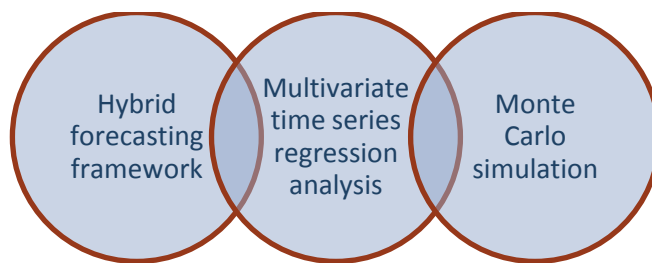 Hybrid
forecasting
framework
Multivariate
time series
regression
analysis
Monte
Carlo
simulation